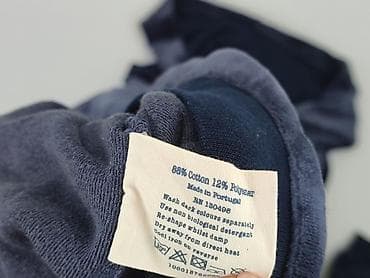 88% Cotton 12% Polyester
Made in Portugal
RN 130496
Wash dark colours separately
Use non biological detergent
Re-shape whilst damp
Dry away from direct heat
Cool iron on reverse